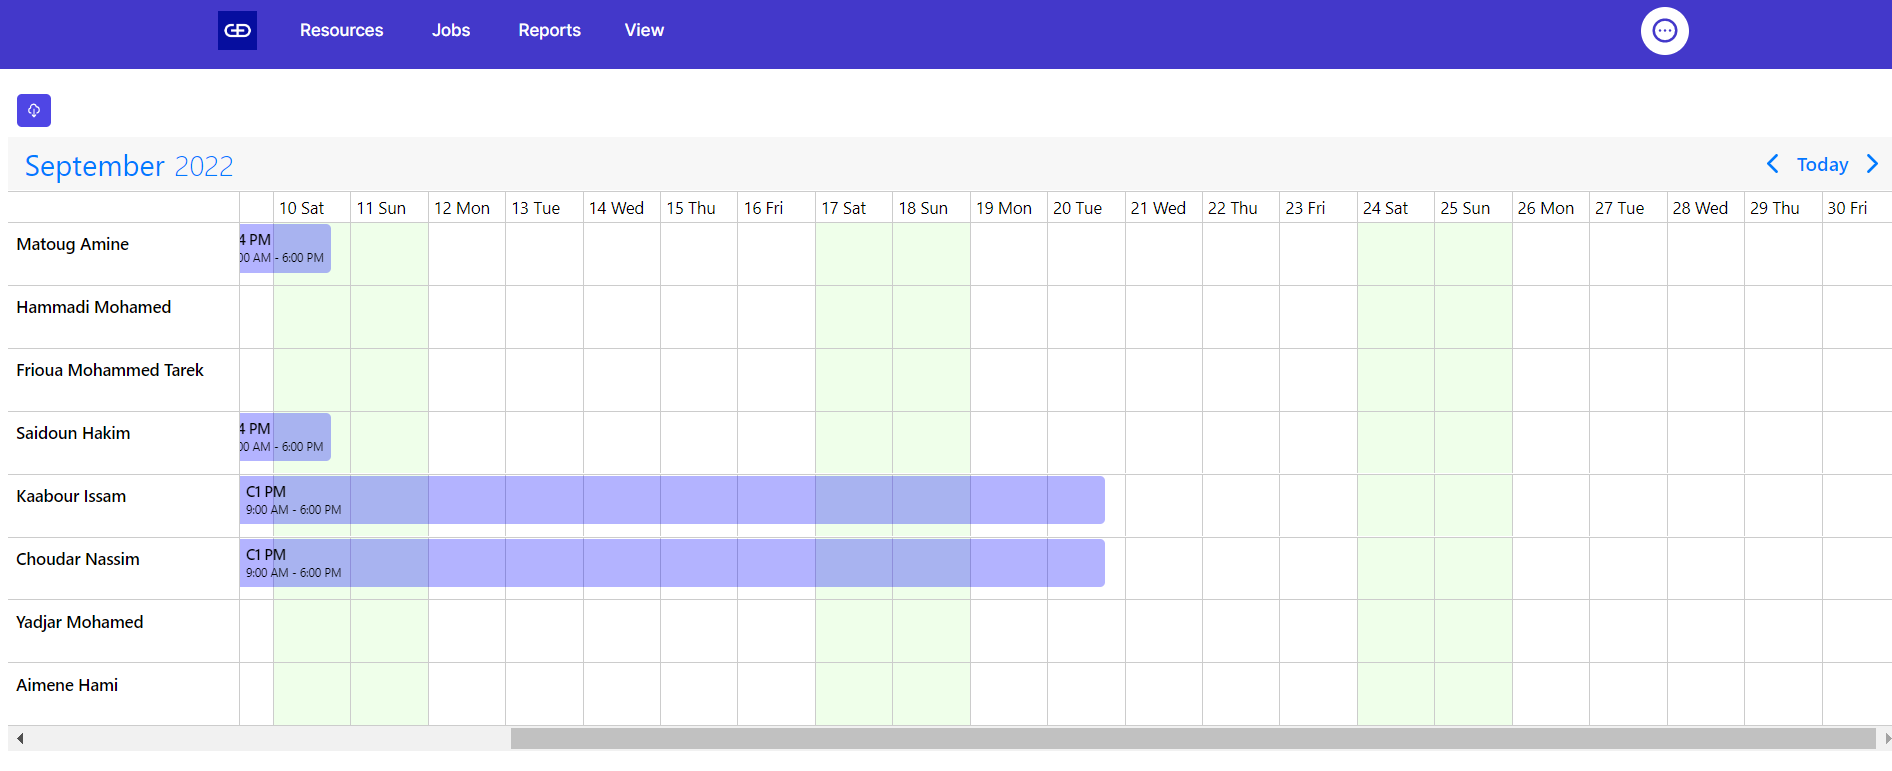 Resources Jobs Reports View
September 2022
Today
10 Sat 11 Sun 12 Mon 13 Tue 14 Wed 15 Thu 16 Fri 17 Sat 18 Sun 19 Mon 20 Tue 21 Wed 22 Thu 23 Fri 24 Sat 25 Sun 26 Mon 27 Tue 28 Wed 29 Thu 30 Fri
Matoug Amine
4 PM
00 AM - 6:00 PM
Hammadi Mohamed
Frioua Mohammed Tarek
Saidoun Hakim
4 PM
00 AM - 6:00 PM
Kaabour Issam
C1 PM
9:00 AM - 6:00 PM
Choudar Nassim
C1 PM
9:00 AM - 6:00 PM
Yadjar Mohamed
Aimene Hami